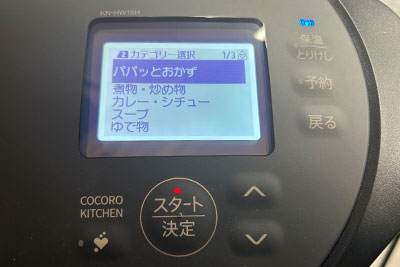 KN-HW16H
カテゴリー選択 1/3
パパッとおかず
煮物・炒め物
カレー・シチュー
スープ
ゆで物
保温
とりけし
予約
戻る
COCORO
KITCHEN
スタート
決定